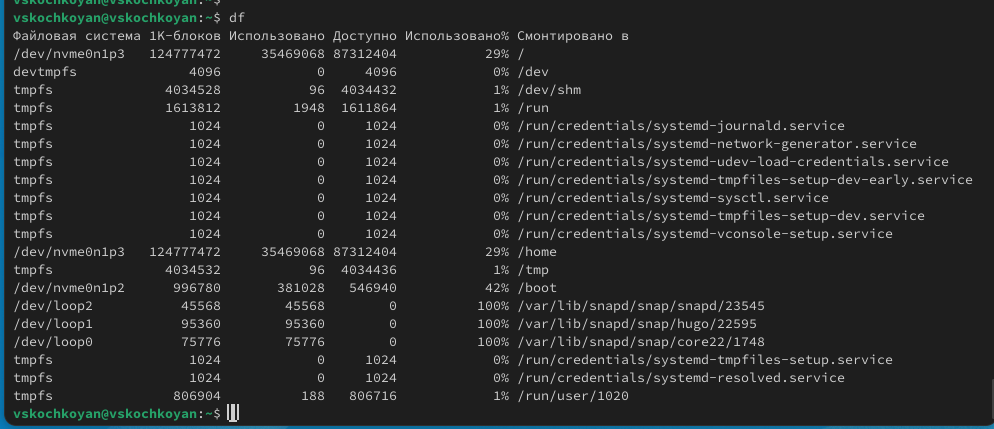 vskochkoyan@vskochkoyan:~$
vskochkoyan@vskochkoyan:~$ df
Файловая система 1K-блоков Использовано Доступно Использовано% Смонтировано в
/dev/nvme0n1p3 124777472 35469068 87312404 29% /
devtmpfs 4096 0 4096 0% /dev
tmpfs 4034528 96 4034432 1% /dev/shm
tmpfs 1613812 1948 1611864 1% /run
tmpfs 1024 0 1024 0% /run/credentials/systemd-journald.service
tmpfs 1024 0 1024 0% /run/credentials/systemd-network-generator.service
tmpfs 1024 0 1024 0% /run/credentials/systemd-udev-load-credentials.service
tmpfs 1024 0 1024 0% /run/credentials/systemd-tmpfiles-setup-dev-early.service
tmpfs 1024 0 1024 0% /run/credentials/systemd-sysctl.service
tmpfs 1024 0 1024 0% /run/credentials/systemd-tmpfiles-setup-dev.service
tmpfs 1024 0 1024 0% /run/credentials/systemd-vconsole-setup.service
/dev/nvme0n1p3 124777472 35469068 87312404 29% /home
tmpfs 4034532 96 4034436 1% /tmp
/dev/nvme0n1p2 996780 381028 546940 42% /boot
/dev/loop2 45568 45568 0 100% /var/lib/snapd/snap/snapd/23545
/dev/loop1 95360 95360 0 100% /var/lib/snapd/snap/hugo/22595
/dev/loop0 75776 75776 0 100% /var/lib/snapd/snap/core22/1748
tmpfs 1024 0 1024 0% /run/credentials/systemd-tmpfiles-setup.service
tmpfs 1024 0 1024 0% /run/credentials/systemd-resolved.service
tmpfs 806904 188 806716 1% /run/user/1020
vskochkoyan@vskochkoyan:~$